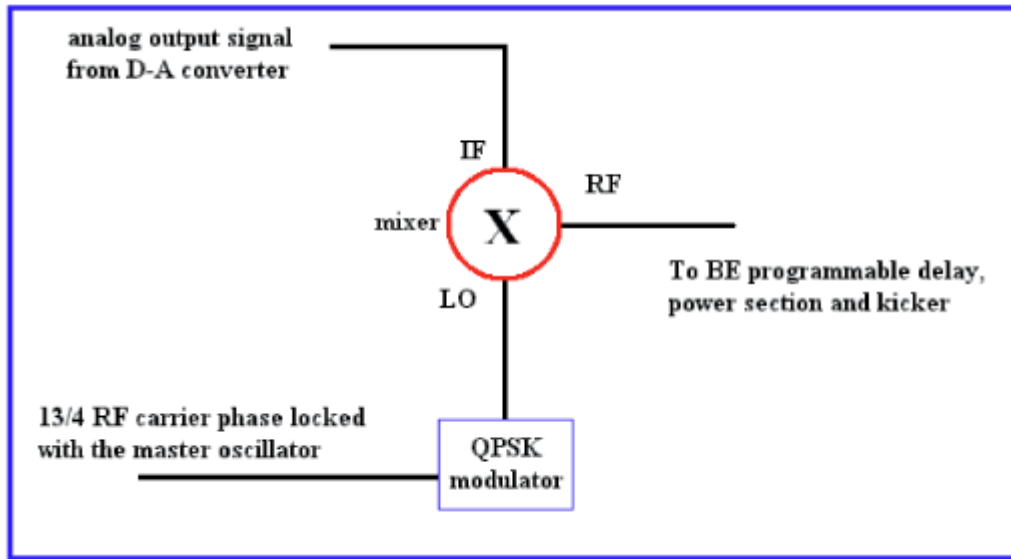 analog output signal
from D-A converter
IF
RF
mixer
X
LO
To BE programmable delay,
power section and kicker
13/4 RF carrier phase locked
with the master oscillator
QPSK
modulator